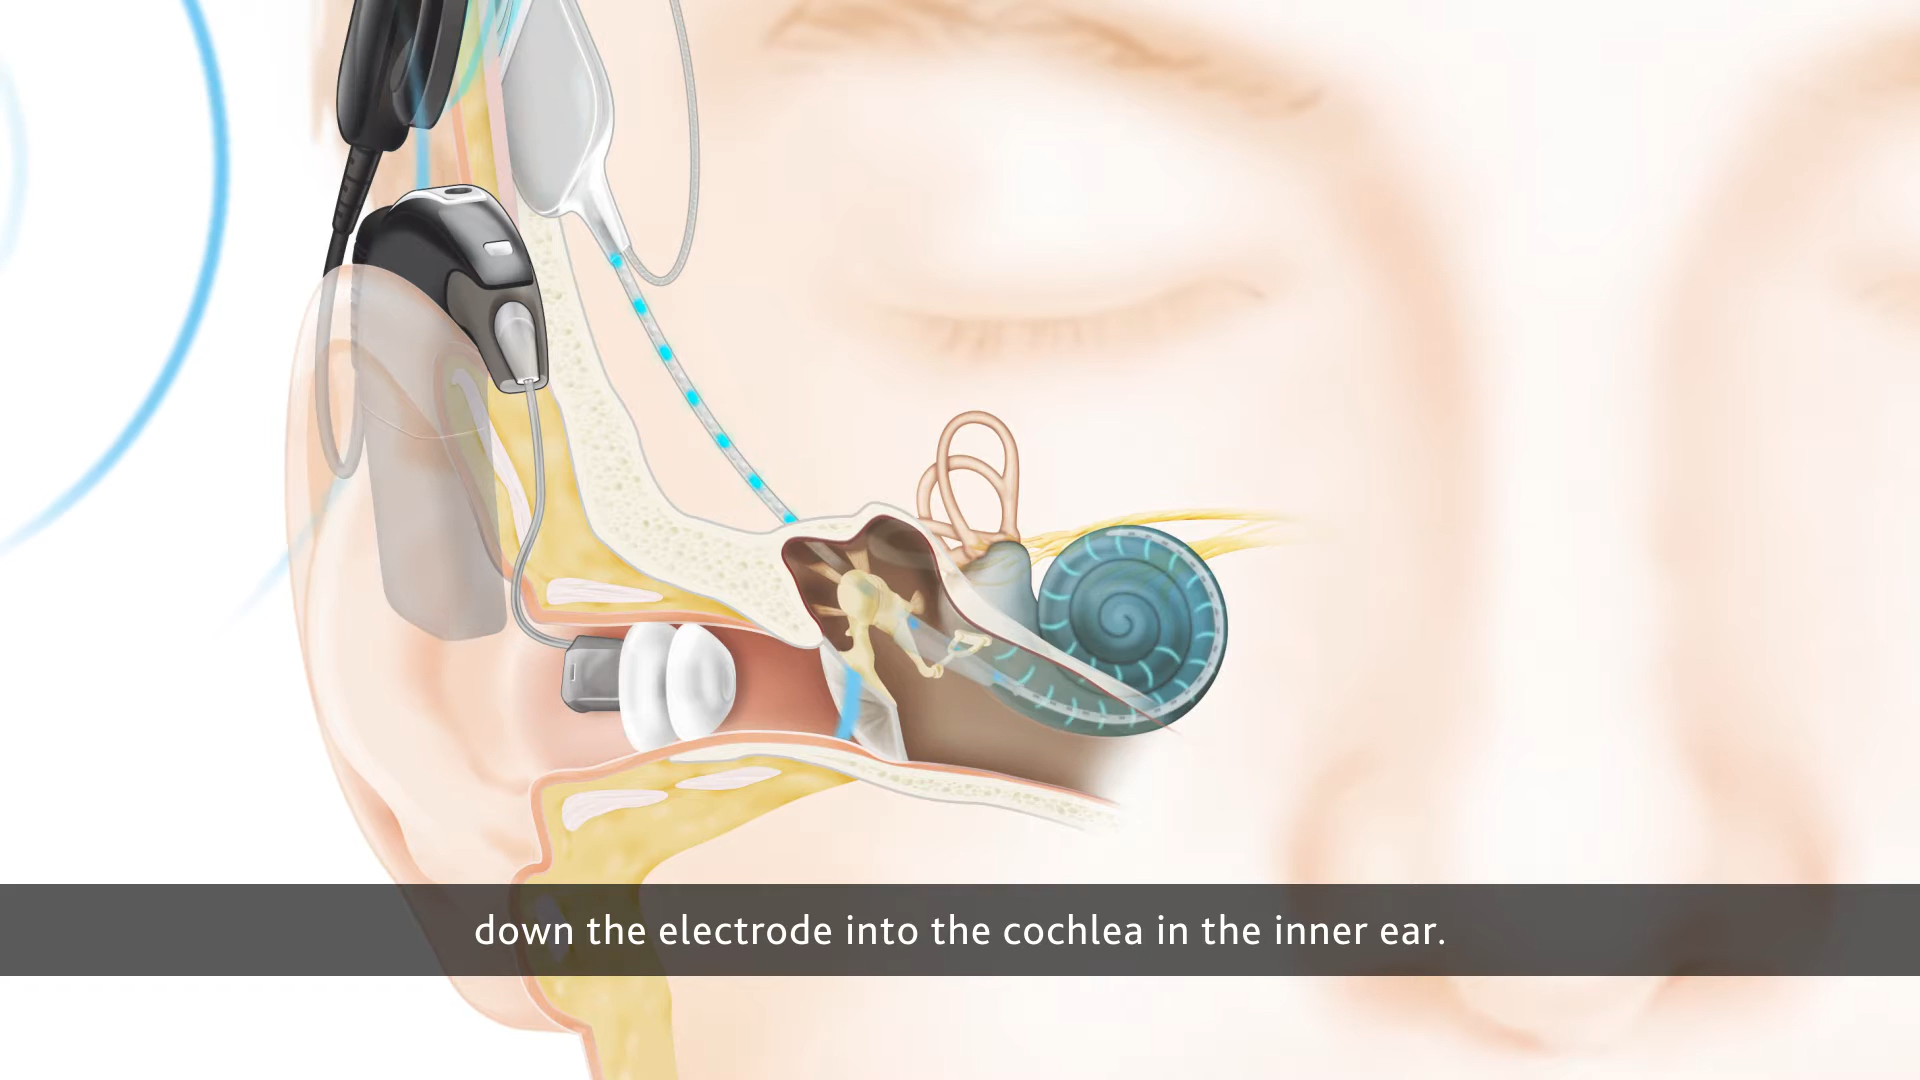 down the electrode into the cochlea in the inner ear.